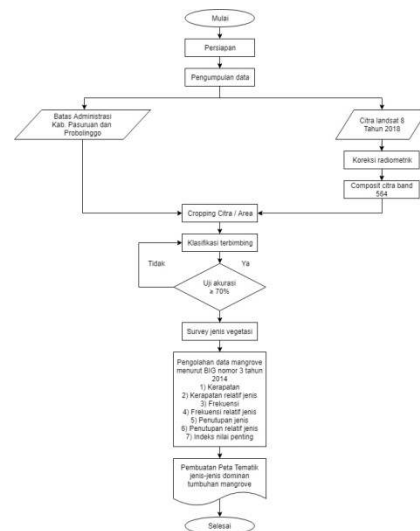 Mulai
Persiapan
Pengumpulan data
Batas Administrasi
Kab. Pasuruan dan
Probolinggo
Citra landsat 8
Tahun 2018
Koreksi radiometrik
Composit citra band
564
Cropping Citra / Area
Klasifikasi terbimbing
Tidak
Ya
Uji akurasi
≥ 70%
Survey jenis vegetasi
Pengolahan data mangrove
menurut BIG nomor 3 tahun
2014
1) Kerapatan
2) Kerapatan relatif jenis
3) Frekuensi
4) Frekuensi relatif jenis
5) Penutupan jenis
6) Penutupan relatif jenis
7) Indeks nilai penting
Pembuatan Peta Tematik
jenis-jenis dominan
tumbuhan mangrove
Selesai